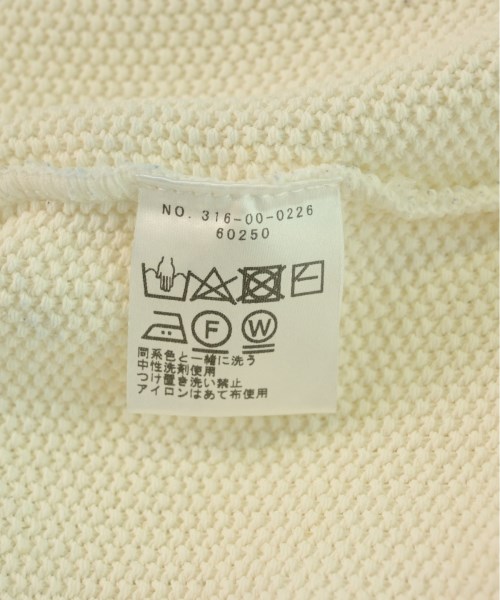 NO. 316-00-0226
60250
F W
同系色と一緒に洗う
中性洗剤使用
つけ置き洗い禁止
アイロンはあて布使用